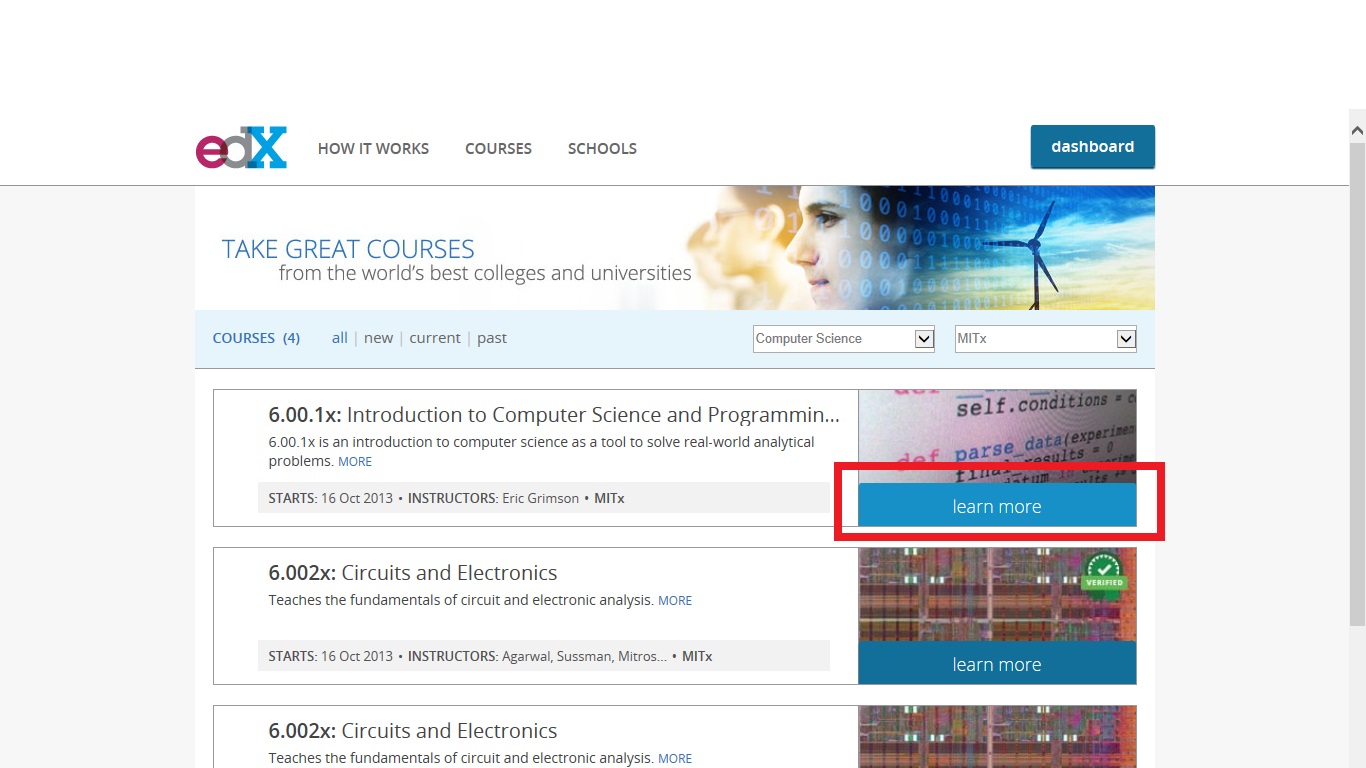 edX HOW IT WORKS COURSES SCHOOLS dashboard
TAKE GREAT COURSES
from the world's best colleges and universities
COURSES (4) all | new | current | past Computer Science MITx
6.00.1x: Introduction to Computer Science and Programmin...
6.00.1x is an introduction to computer science as a tool to solve real-world analytical
problems. MORE
STARTS: 16 Oct 2013 • INSTRUCTORS: Eric Grimson • MITx
self.conditions =
def parse_data(experimen
final_results = 0
learn more
6.002x: Circuits and Electronics
Teaches the fundamentals of circuit and electronic analysis. MORE
STARTS: 16 Oct 2013 • INSTRUCTORS: Agarwal, Sussman, Mitros... • MITx
VERIFIED
learn more
6.002x: Circuits and Electronics
Teaches the fundamentals of circuit and electronic analysis. MORE